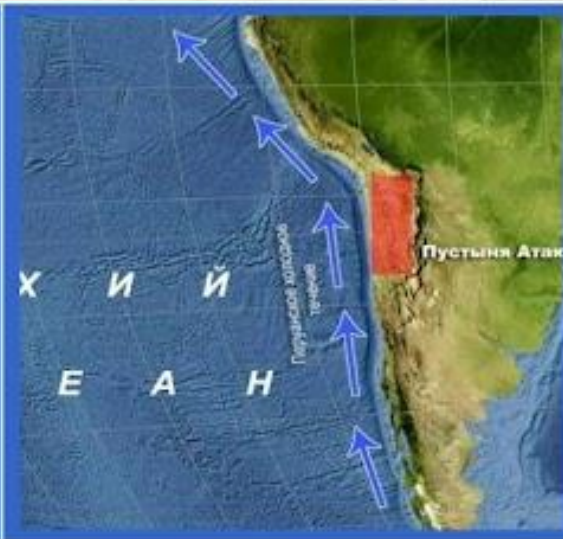 Пустыня Атак
Х И Й
Перуанское холодное
течение
Е А Н